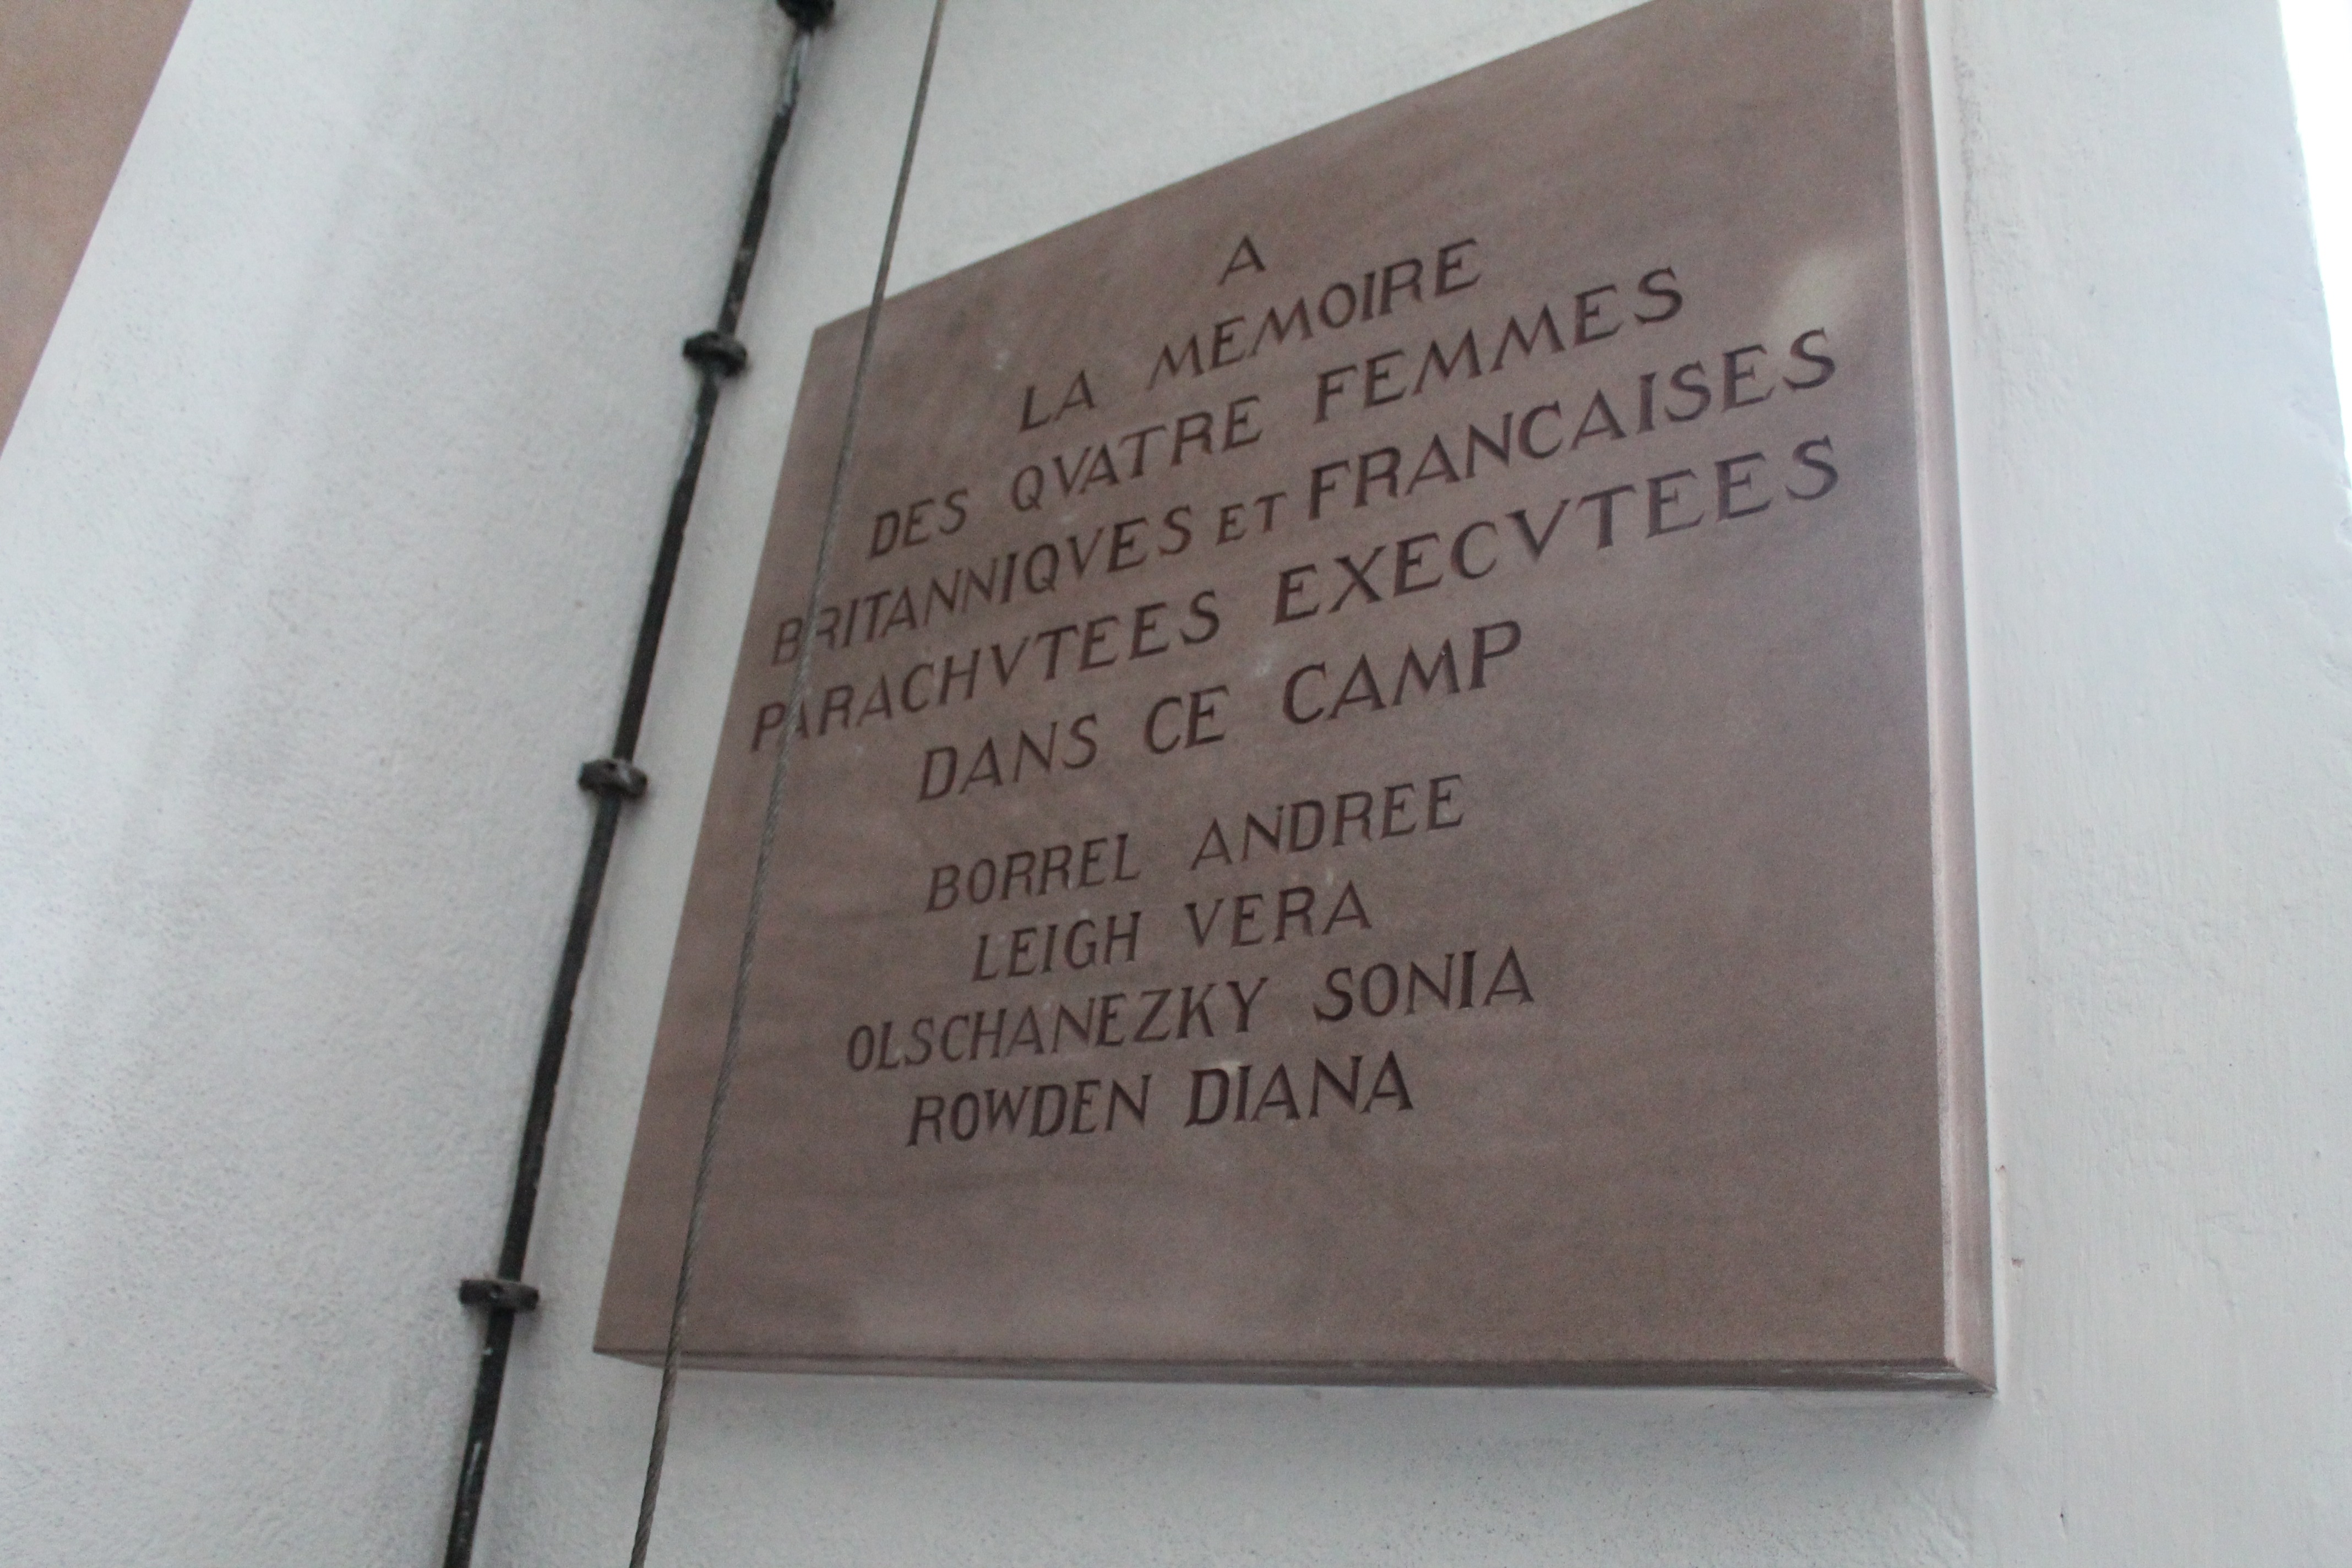 A
LA MEMOIRE
DES QVATRE FEMMES
BRITANNIQVES ET FRANCAISES
PARACHVTEES EXECVTEES
DANS CE CAMP
BORREL ANDREE
LEIGH VERA
OLSCHANEZKY SONIA
ROWDEN DIANA